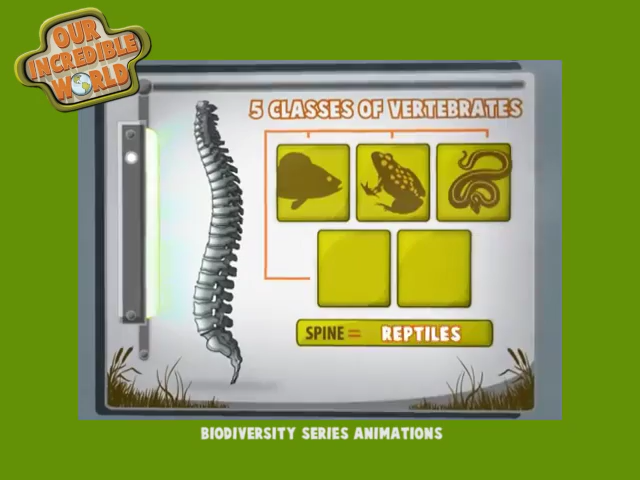 OUR
INCREDIBLE
WORLD
5 CLASSES OF VERTEBRATES
SPINE = REPTILES
BIODIVERSITY SERIES ANIMATIONS